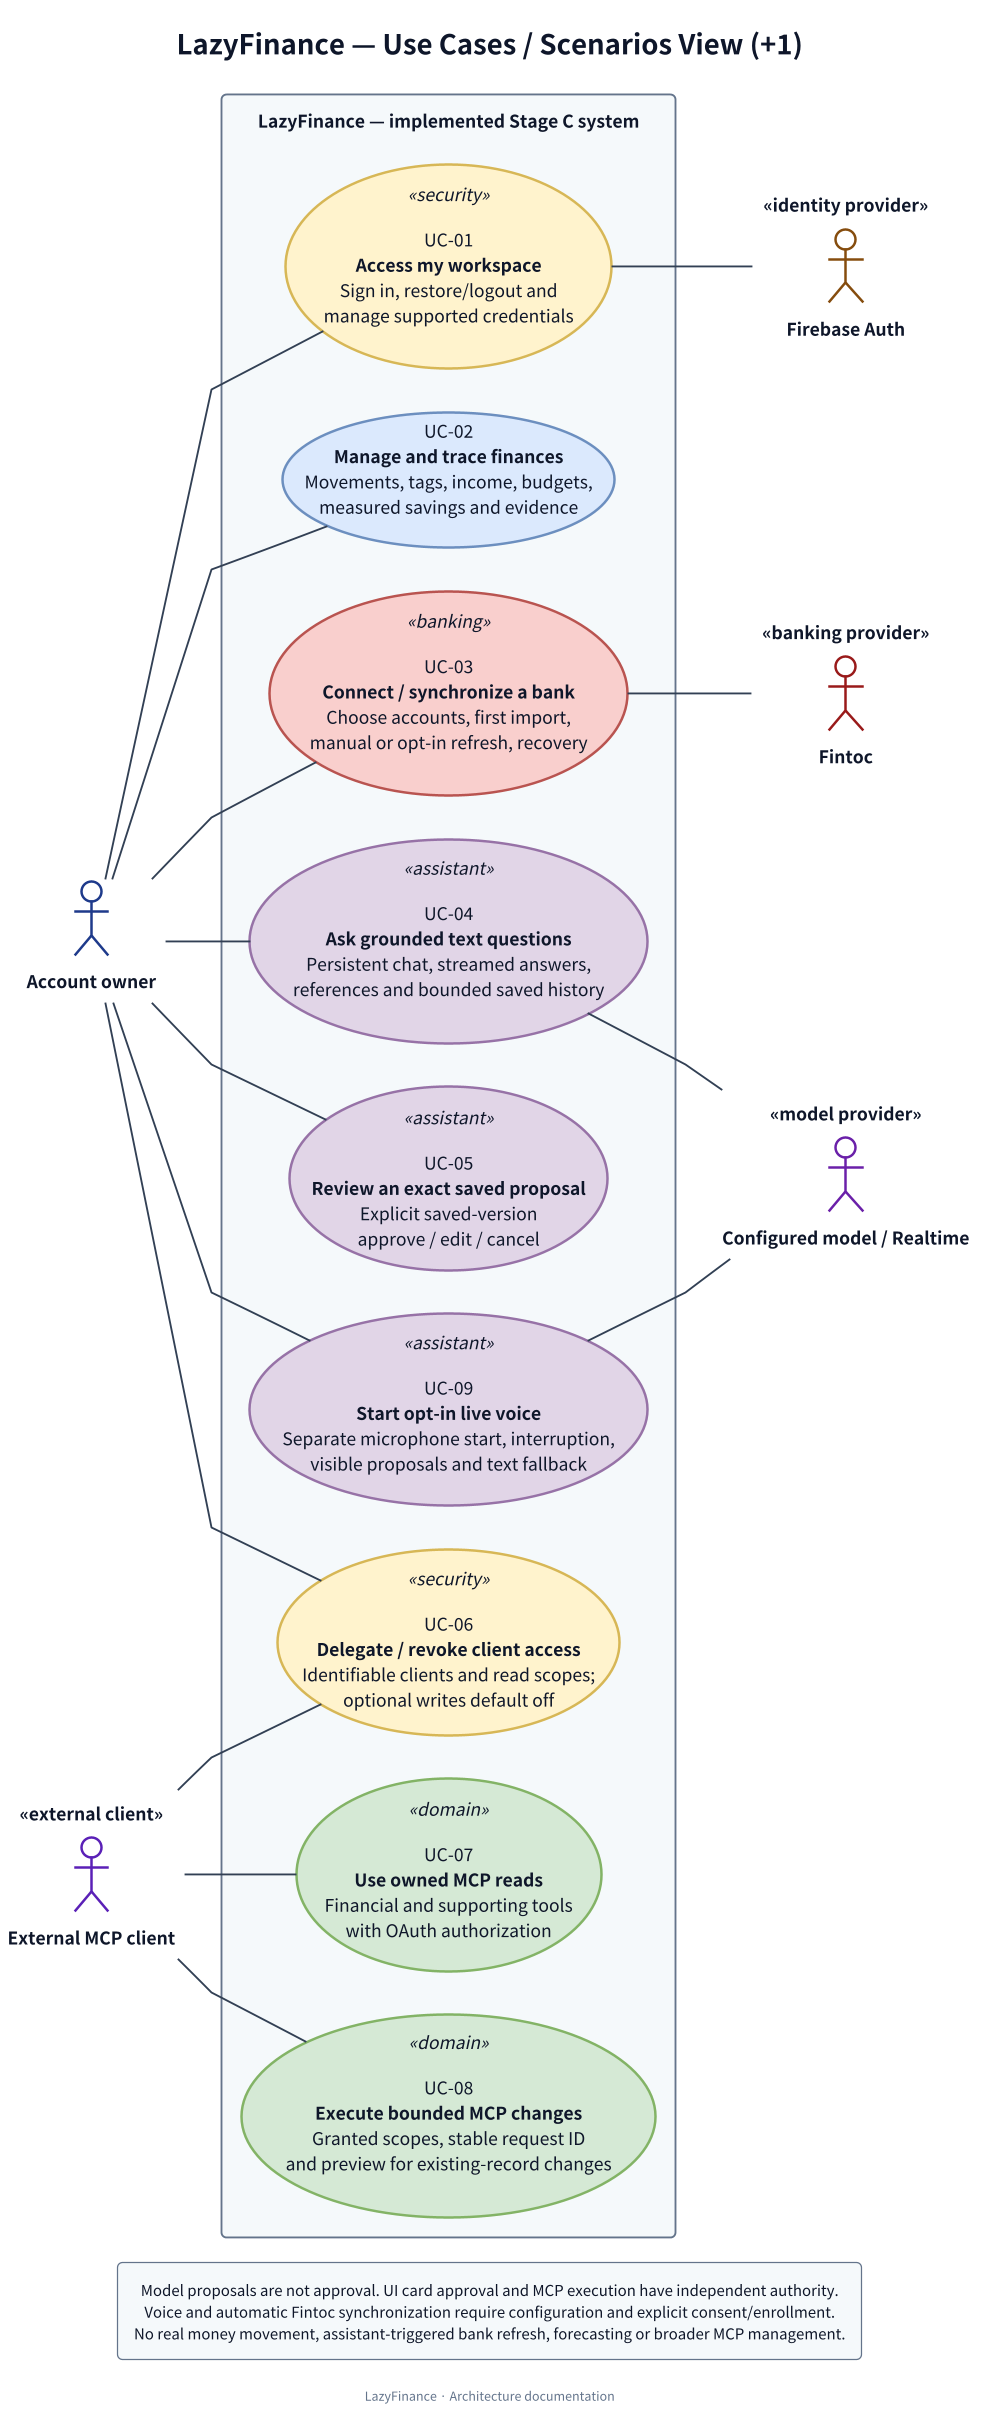 LazyFinance — Use Cases / Scenarios View (+1)
LazyFinance — implemented Stage C system
«security»
UC-01
Access my workspace
Sign in, restore/logout and
manage supported credentials
«identity provider»
Firebase Auth
UC-02
Manage and trace finances
Movements, tags, income, budgets,
measured savings and evidence
«banking»
UC-03
Connect / synchronize a bank
Choose accounts, first import,
manual or opt-in refresh, recovery
«banking provider»
Fintoc
«assistant»
UC-04
Ask grounded text questions
Persistent chat, streamed answers,
references and bounded saved history
Account owner
«assistant»
UC-05
Review an exact saved proposal
Explicit saved-version
approve / edit / cancel
«model provider»
Configured model / Realtime
«assistant»
UC-09
Start opt-in live voice
Separate microphone start, interruption,
visible proposals and text fallback
«security»
UC-06
Delegate / revoke client access
Identifiable clients and read scopes;
optional writes default off
«external client»
External MCP client
«domain»
UC-07
Use owned MCP reads
Financial and supporting tools
with OAuth authorization
«domain»
UC-08
Execute bounded MCP changes
Granted scopes, stable request ID
and preview for existing-record changes
Model proposals are not approval. UI card approval and MCP execution have independent authority.
Voice and automatic Fintoc synchronization require configuration and explicit consent/enrollment.
No real money movement, assistant-triggered bank refresh, forecasting or broader MCP management.
LazyFinance · Architecture documentation